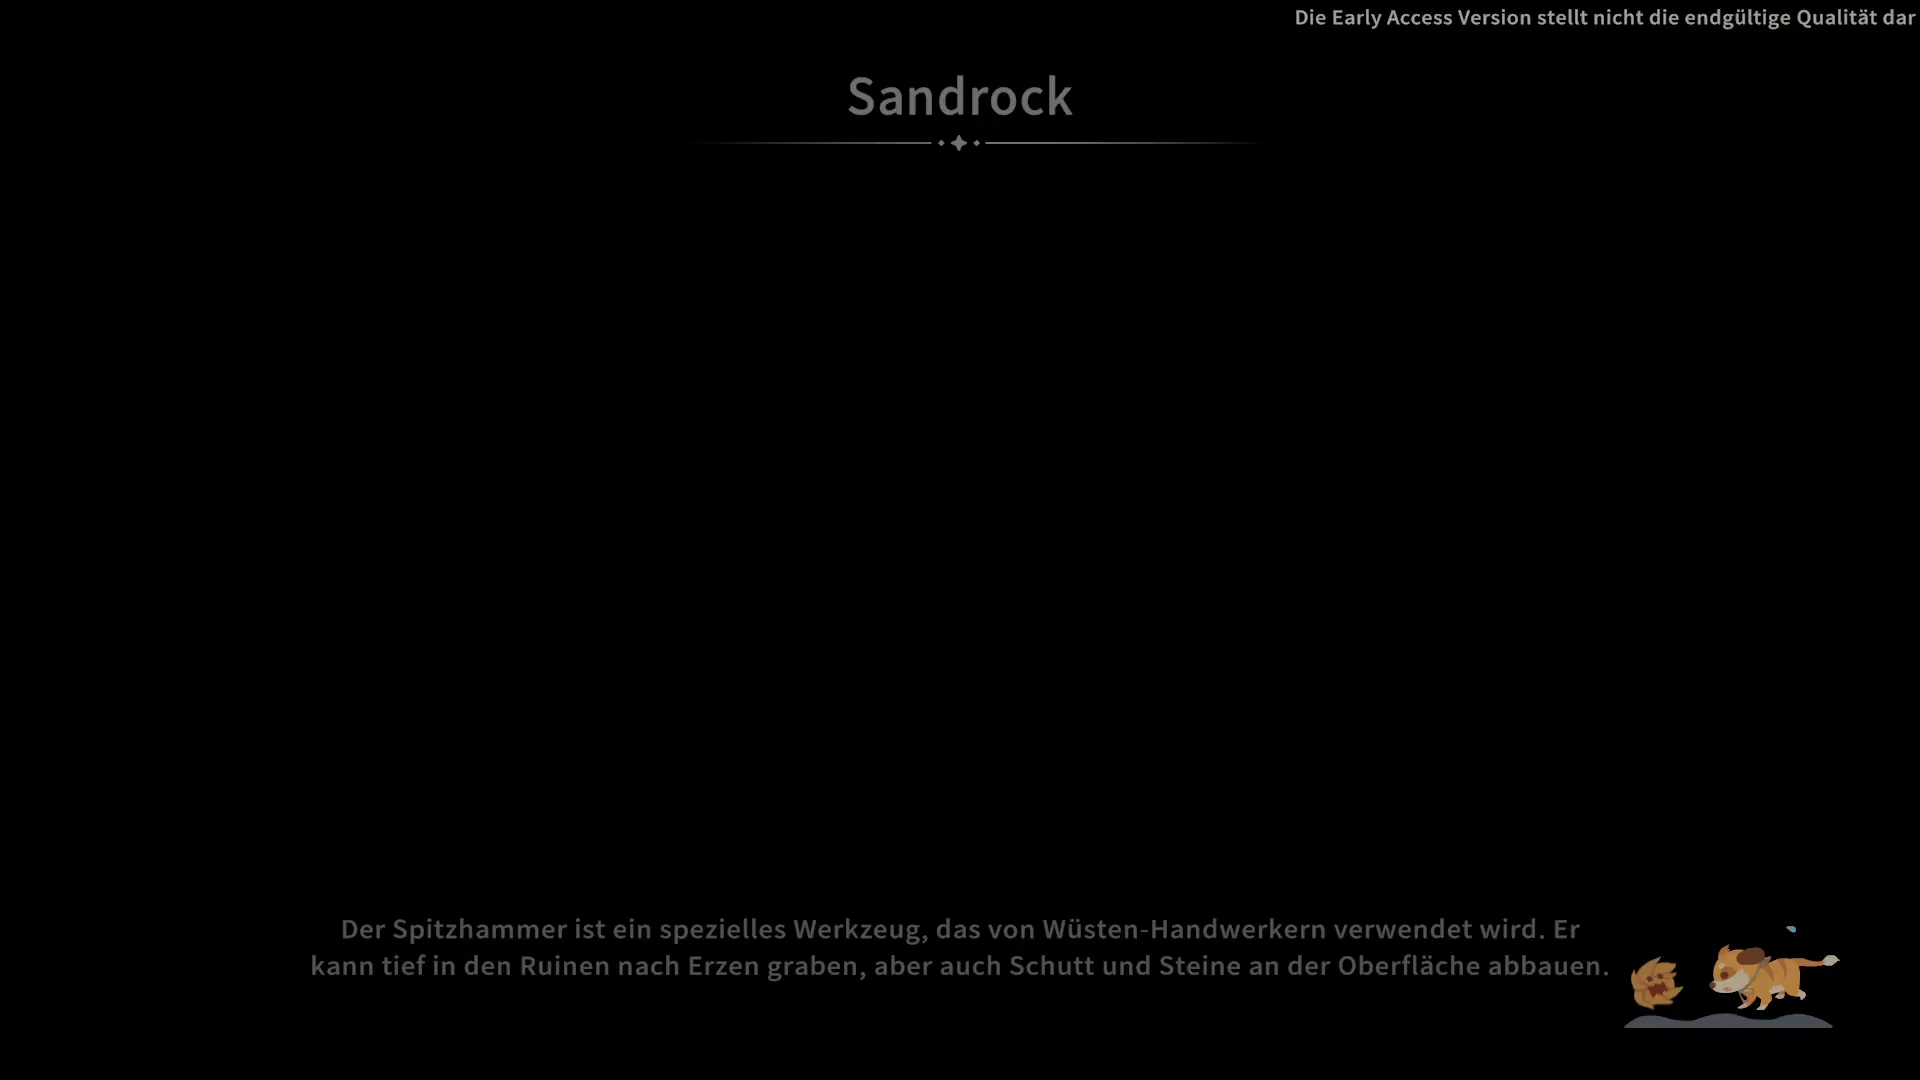 Die Early Access Version stellt nicht die endgültige Qualität dar
Sandrock
Der Spitzhammer ist ein spezielles Werkzeug, das von Wüsten-Handwerkern verwendet wird. Er
kann tief in den Ruinen nach Erzen graben, aber auch Schutt und Steine an der Oberfläche abbauen.